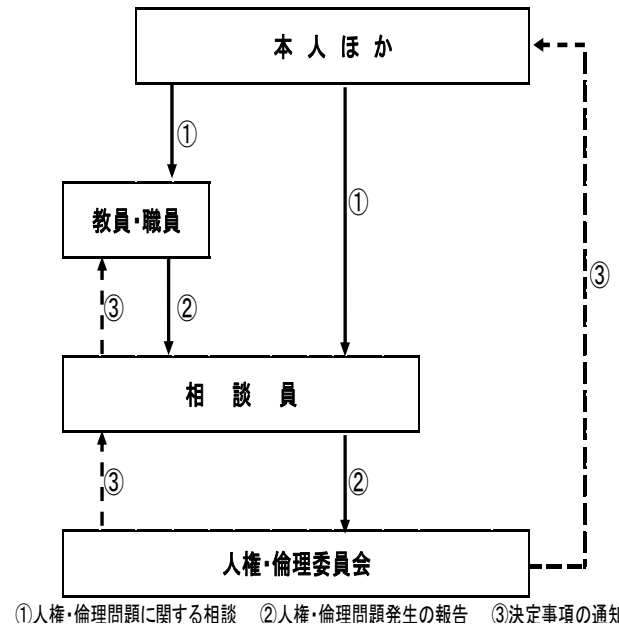 本人ほか
①
教員・職員
①
③
②
③
相談員
③
②
人権・倫理委員会
①人権・倫理問題に関する相談 ②人権・倫理問題発生の報告 ③決定事項の通知